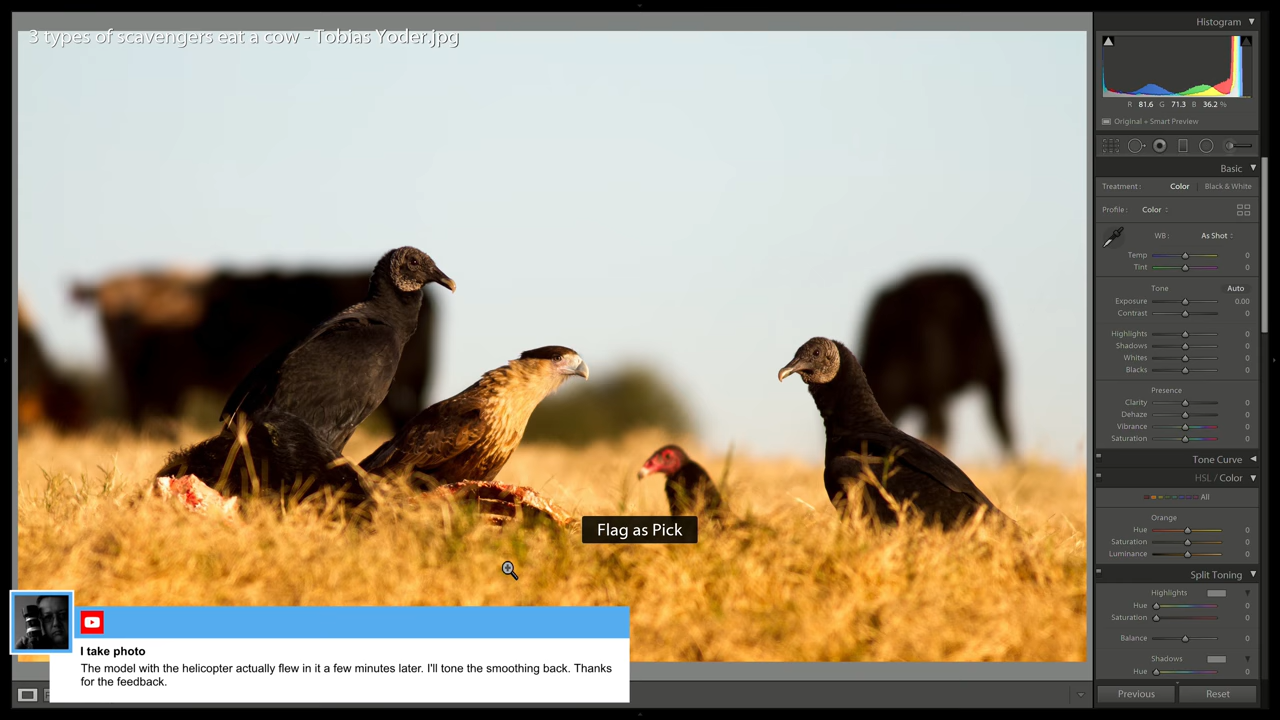 3 types of scavengers eat a cow - Tobias Yoder.jpg
Histogram
R 81.6 G 71.3 B 36.2 %
Original + Smart Preview
Basic
Treatment : Color Black & White
Profile : Color
WB : As Shot
Temp 0
Tint 0
Tone Auto
Exposure 0.00
Contrast 0
Highlights 0
Shadows 0
Whites 0
Blacks 0
Presence
Clarity 0
Dehaze 0
Vibrance 0
Saturation 0
Tone Curve
HSL / Color
All
Orange
Hue 0
Saturation 0
Luminance 0
Split Toning
Highlights
Hue 0
Saturation 0
Balance 0
Shadows
Hue 0
Previous Reset
Flag as Pick
I take photo
The model with the helicopter actually flew in it a few minutes later. I'll tone the smoothing back. Thanks
for the feedback.